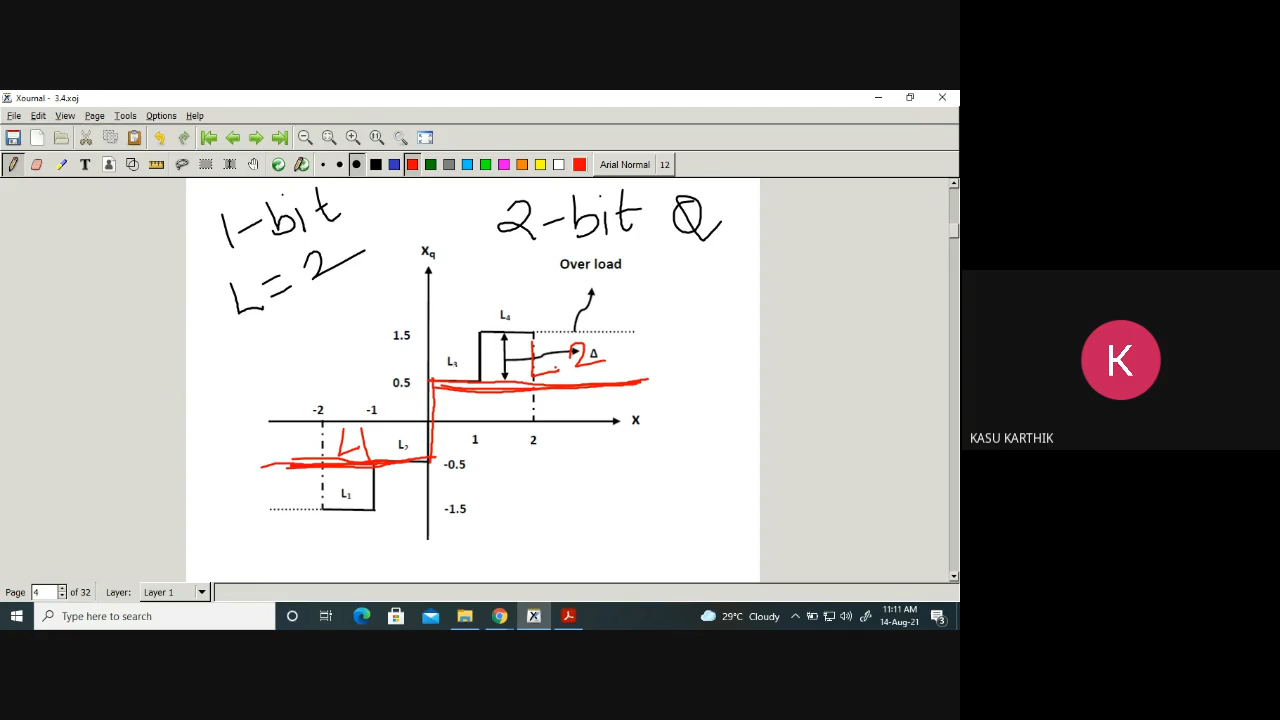 Xournal - 3.4.xoj
File Edit View Page Tools Options Help
Arial Normal 12
1-bit
L=2
2-bit Q
Xq
Over load
L4
1.5
L3
Δ
L2
0.5
-2 -1
X
1 2
L1
L2
-0.5
L1
-1.5
Page 4 of 32 Layer: Layer 1
Type here to search
29°C Cloudy
11:11 AM
14-Aug-21
3
K
KASU KARTHIK